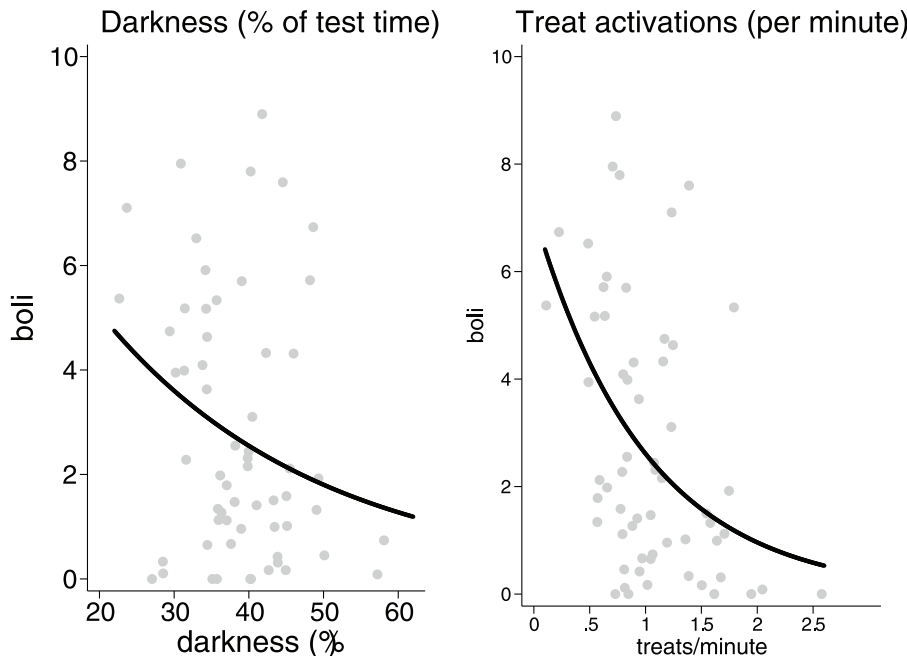 Darkness (% of test time)
10
8
6
4
2
0
boli
20 30 40 50 60
darkness (%)
Treat activations (per minute)
10
8
6
4
2
0
boli
0 .5 1 1.5 2 2.5
treats/minute